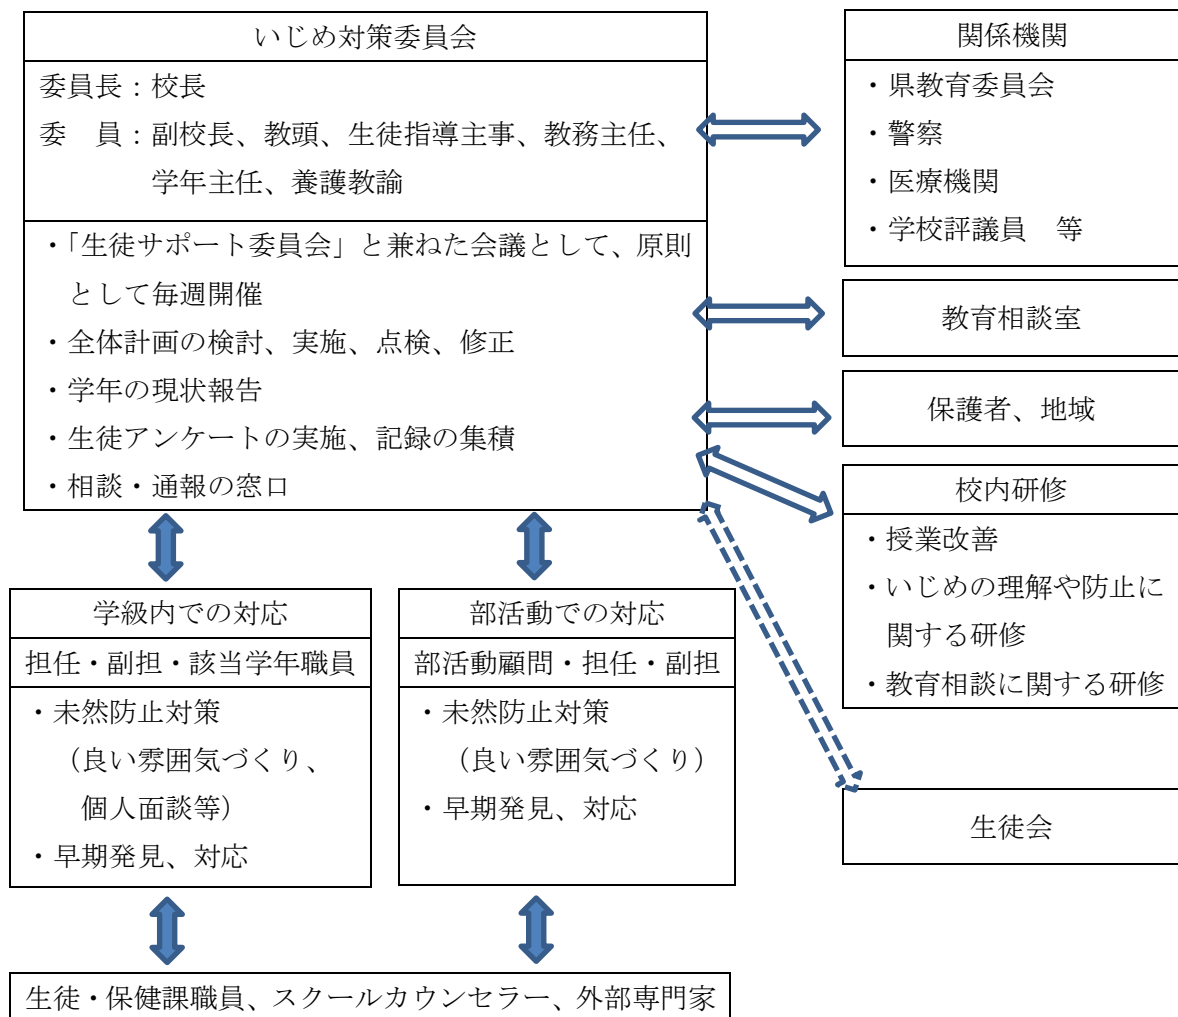 いじめ対策委員会
委員長：校長
委　員：副校長、教頭、生徒指導主事、教務主任、
学年主任、養護教諭
・「生徒サポート委員会」と兼ねた会議として、原則
として毎週開催
・全体計画の検討、実施、点検、修正
・学年の現状報告
・生徒アンケートの実施、記録の集積
・相談・通報の窓口
関係機関
・県教育委員会
・警察
・医療機関
・学校評議員　等
教育相談室
保護者、地域
校内研修
・授業改善
・いじめの理解や防止に
関する研修
・教育相談に関する研修
生徒会
学級内での対応
担任・副担・該当学年職員
・未然防止対策
（良い雰囲気づくり、
個人面談等）
・早期発見、対応
部活動での対応
部活動顧問・担任・副担
・未然防止対策
（良い雰囲気づくり）
・早期発見、対応
生徒・保健課職員、スクールカウンセラー、外部専門家